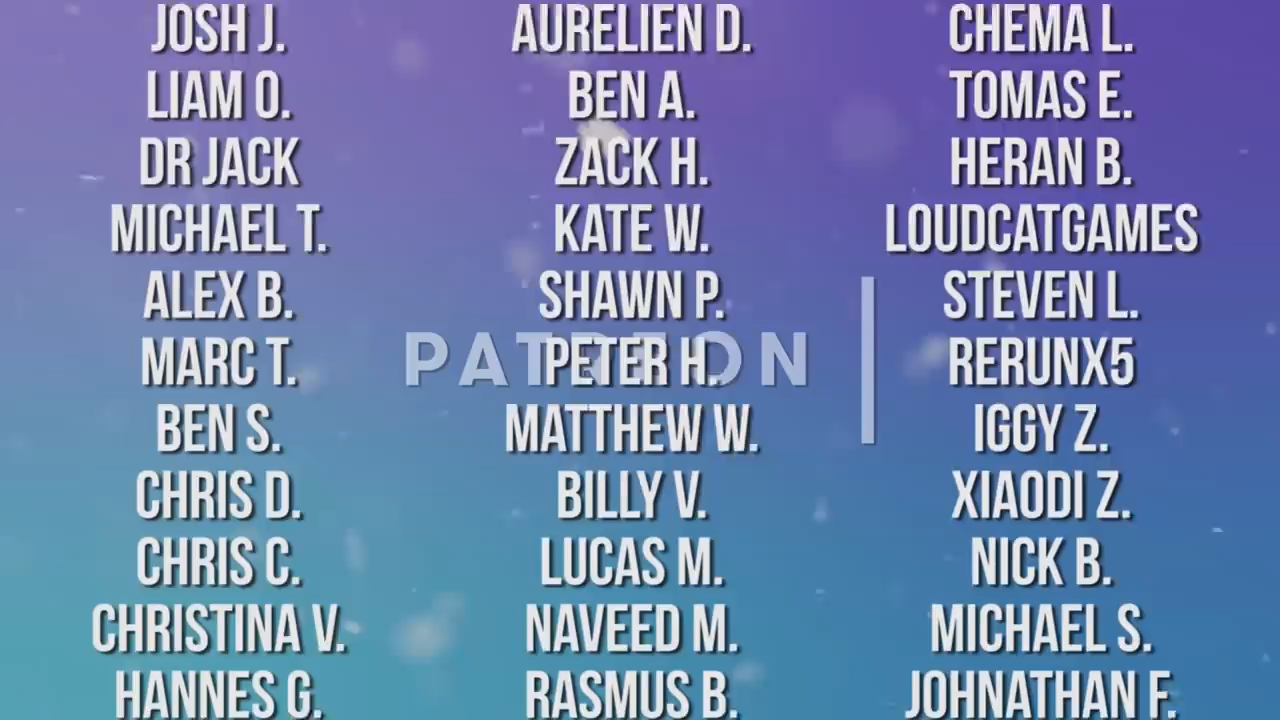 JOSH J.
LIAM O.
DR JACK
MICHAEL T.
ALEX B.
MARC T.
BEN S.
CHRIS D.
CHRIS C.
CHRISTINA V.
HANNES G.
AURELIEN D.
BEN A.
ZACK H.
KATE W.
SHAWN P.
PETER H.
MATTHEW W.
BILLY V.
LUCAS M.
NAVEED M.
RASMUS B.
CHEMA L.
TOMAS E.
HERAN B.
LOUDCATGAMES
STEVEN L.
RERUNX5
IGGY Z.
XIAODI Z.
NICK B.
MICHAEL S.
JOHNATHAN F.
PATREON